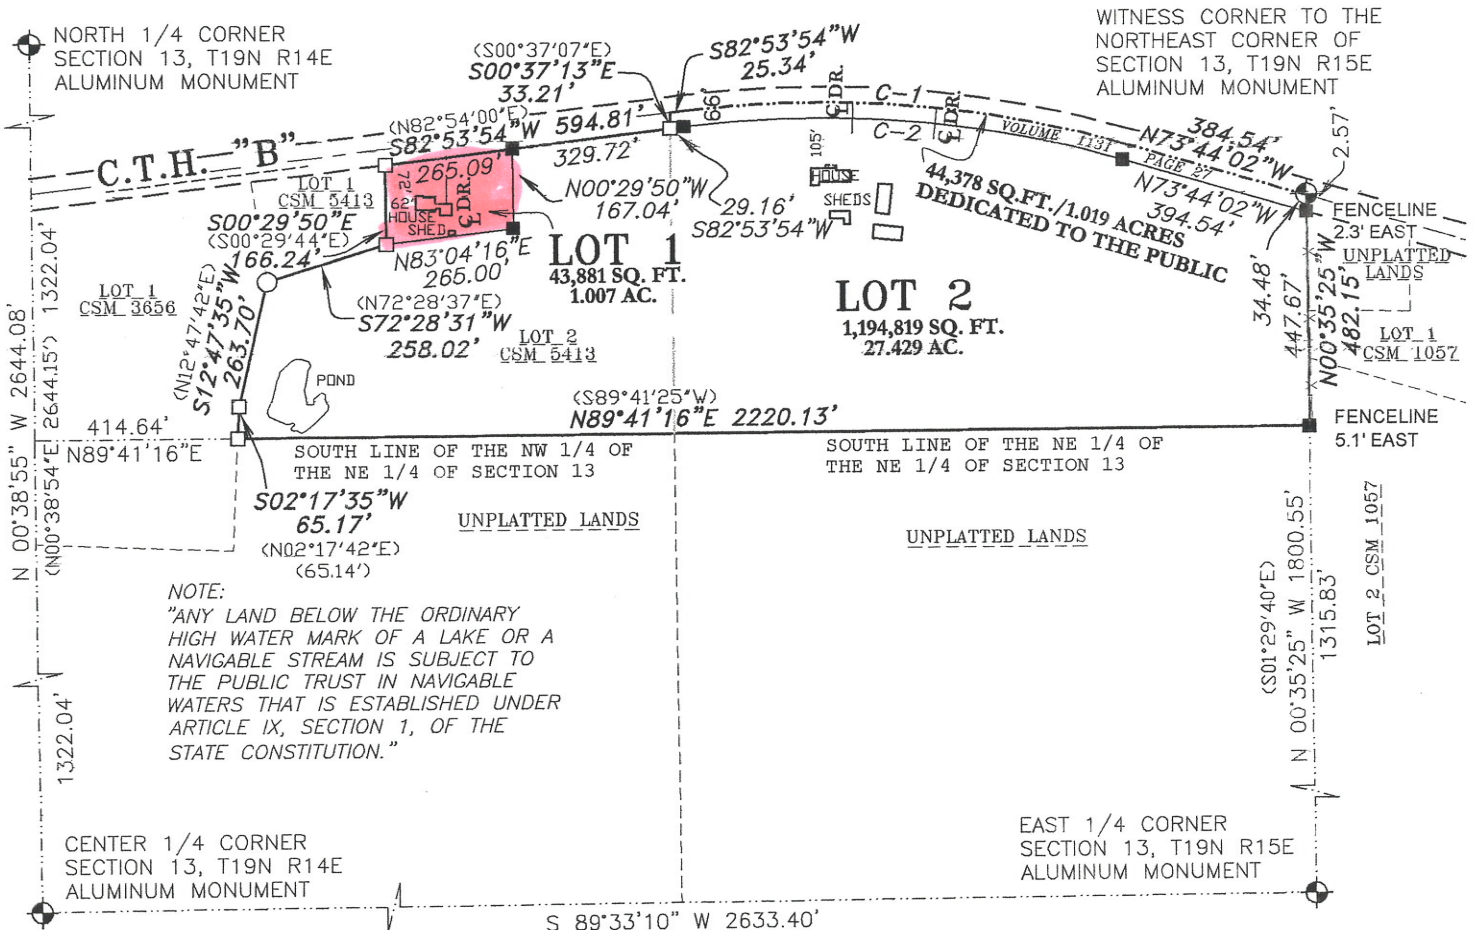 NORTH 1/4 CORNER
SECTION 13, T19N R14E
ALUMINUM MONUMENT
WITNESS CORNER TO THE
NORTHEAST CORNER OF
SECTION 13, T19N R15E
ALUMINUM MONUMENT
(S00°37'07"E)
S00°37'13"E
33.21'
S82°53'54"W
25.34'
66'
DR.
C-1
DR.
C-2
VOLUME 1131 PAGE 27
384.54'
N73°44'02"W
2.57'
(N82°54'00"E)
S82°53'54"W 594.81'
C.T.H. "B"
265.09'
329.72'
105'
HOUSE
SHEDS
44,378 SQ.FT./1.019 ACRES
DEDICATED TO THE PUBLIC
N73°44'02"W
394.54'
LOT 1
CSM 5413
72'
62'
HOUSE
SHED
DR.
N00°29'50"W
167.04'
29.16'
S82°53'54"W
FENCELINE
2.3' EAST
UNPLATTED
LANDS
S00°29'50"E
(S00°29'44"E)
166.24'
N83°04'16"E
265.00'
LOT 1
43,881 SQ. FT.
1.007 AC.
LOT 2
1,194,819 SQ. FT.
27.429 AC.
34.48'
447.67'
N00°35'25"W
482.15'
LOT 1
CSM 1057
LOT 1
CSM 3656
(N12°47'42"E)
S12°47'35"W
263.70'
(N72°28'37"E)
S72°28'31"W
258.02'
LOT 2
CSM 5413
POND
N 00°38'55" W 2644.08'
(N00°38'54"E 2644.15')
1322.04'
414.64'
N89°41'16"E
(S89°41'25"W)
N89°41'16"E 2220.13'
FENCELINE
5.1' EAST
SOUTH LINE OF THE NW 1/4 OF
THE NE 1/4 OF SECTION 13
SOUTH LINE OF THE NE 1/4 OF
THE NE 1/4 OF SECTION 13
S02°17'35"W
65.17'
(N02°17'42"E)
(65.14')
UNPLATTED LANDS
UNPLATTED LANDS
LOT 2 CSM 1057
(S01°29'40"E)
N 00°35'25" W 1800.55'
1315.83'
NOTE:
"ANY LAND BELOW THE ORDINARY
HIGH WATER MARK OF A LAKE OR A
NAVIGABLE STREAM IS SUBJECT TO
THE PUBLIC TRUST IN NAVIGABLE
WATERS THAT IS ESTABLISHED UNDER
ARTICLE IX, SECTION 1, OF THE
STATE CONSTITUTION."
1322.04'
CENTER 1/4 CORNER
SECTION 13, T19N R14E
ALUMINUM MONUMENT
EAST 1/4 CORNER
SECTION 13, T19N R15E
ALUMINUM MONUMENT
S 89°33'10" W 2633.40'